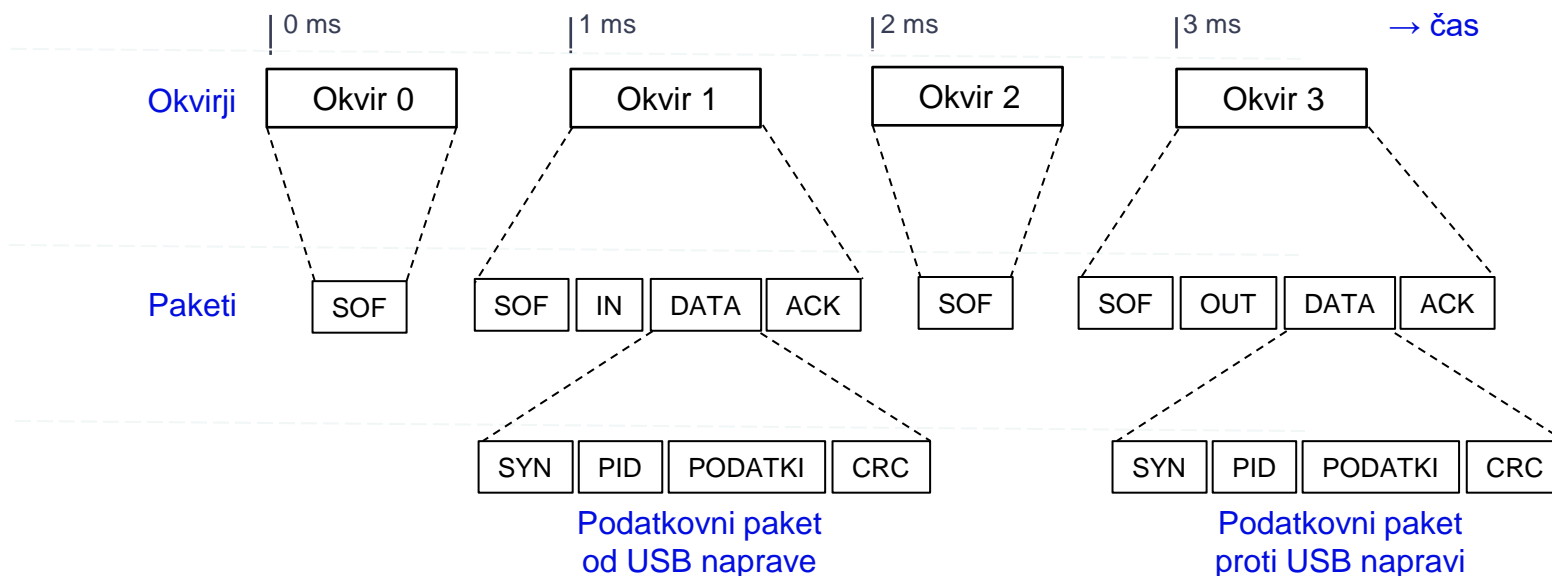 0 ms 1 ms 2 ms 3 ms → čas
Okvirji Okvir 0 Okvir 1 Okvir 2 Okvir 3
Paketi SOF SOF IN DATA ACK SOF SOF OUT DATA ACK
SYN PID PODATKI CRC SYN PID PODATKI CRC
Podatkovni paket
od USB naprave
Podatkovni paket
proti USB napravi